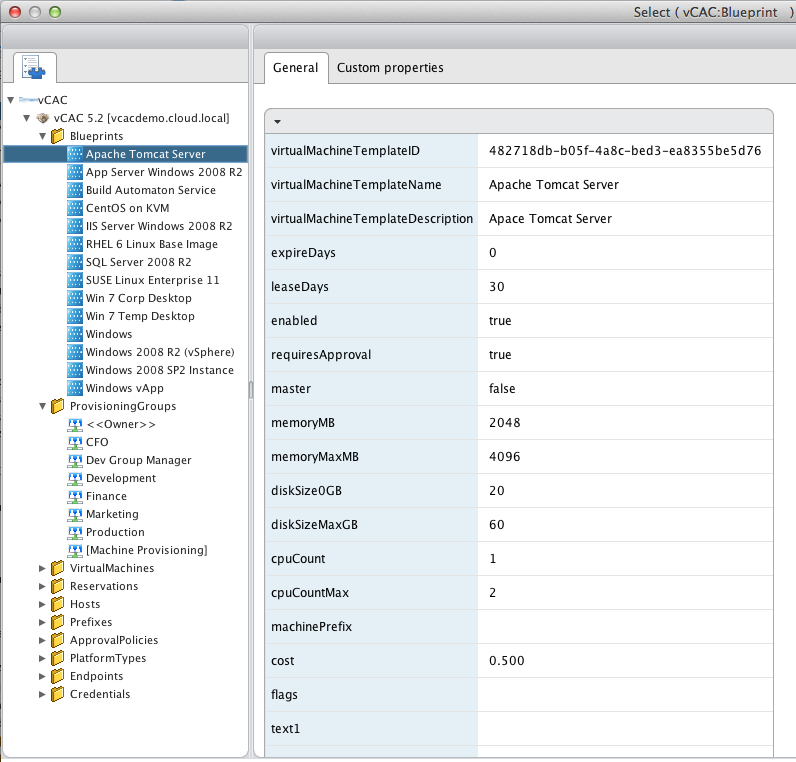 Select ( vCAC:Blueprint )
vCAC
vCAC 5.2 [vcacdemo.cloud.local]
Blueprints
Apache Tomcat Server
App Server Windows 2008 R2
Build Automaton Service
CentOS on KVM
IIS Server Windows 2008 R2
RHEL 6 Linux Base Image
SQL Server 2008 R2
SUSE Linux Enterprise 11
Win 7 Corp Desktop
Win 7 Temp Desktop
Windows
Windows 2008 R2 (vSphere)
Windows 2008 SP2 Instance
Windows vApp
ProvisioningGroups
<<Owner>>
CFO
Dev Group Manager
Development
Finance
Marketing
Production
[Machine Provisioning]
VirtualMachines
Reservations
Hosts
Prefixes
ApprovalPolicies
PlatformTypes
Endpoints
Credentials
General Custom properties
virtualMachineTemplateID 482718db-b05f-4a8c-bed3-ea8355be5d76
virtualMachineTemplateName Apache Tomcat Server
virtualMachineTemplateDescription Apace Tomcat Server
expireDays 0
leaseDays 30
enabled true
requiresApproval true
master false
memoryMB 2048
memoryMaxMB 4096
diskSize0GB 20
diskSizeMaxGB 60
cpuCount 1
cpuCountMax 2
machinePrefix
cost 0.500
flags
text1